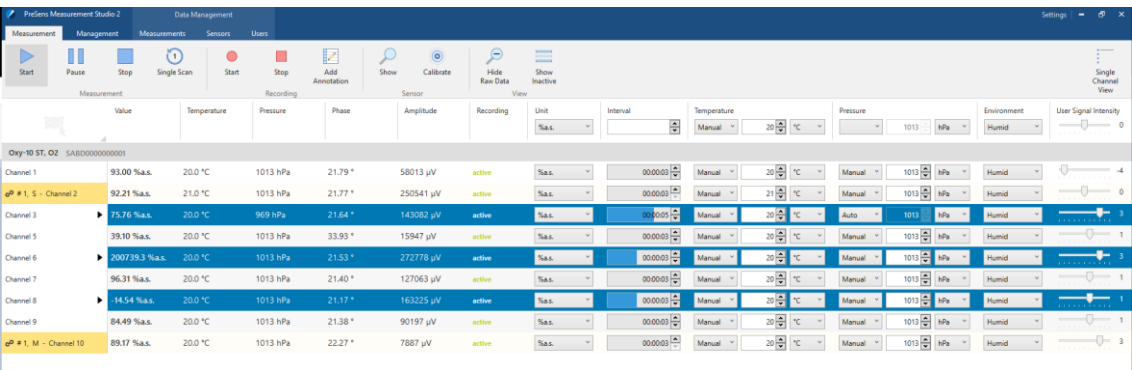 PreSens Measurement Studio 2 Data Management Settings
Measurement Management Measurements Sensors Users
Start Pause Stop Single Scan Start Stop Add Annotation Show Calibrate Hide Raw Data Show Inactive Single Channel View
Measurement Recording Sensor View
Value Temperature Pressure Phase Amplitude Recording Unit Interval Temperature Pressure Environment User Signal Intensity
%a.s. Manual 20 °C 1013 hPa Humid 0
Oxy-10 ST, O2 SABD0000000001
Channel 1 93.00 %a.s. 20.0 °C 1013 hPa 21.79 ° 58013 µV active %a.s. 00:00:03 Manual 20 °C Manual 1013 hPa Humid -4
# 1, S - Channel 2 92.21 %a.s. 21.0 °C 1013 hPa 21.77 ° 250541 µV active %a.s. 00:00:03 Manual 21 °C Manual 1013 hPa Humid 0
Channel 3 75.76 %a.s. 20.0 °C 969 hPa 21.64 ° 143082 µV active %a.s. 00:00:05 Manual 20 °C Auto 1013 hPa Humid 3
Channel 5 39.10 %a.s. 20.0 °C 1013 hPa 33.93 ° 15947 µV active %a.s. 00:00:03 Manual 20 °C Manual 1013 hPa Humid 1
Channel 6 200739.3 %a.s. 20.0 °C 1013 hPa 21.53 ° 272778 µV active %a.s. 00:00:03 Manual 20 °C Manual 1013 hPa Humid 3
Channel 7 96.31 %a.s. 20.0 °C 1013 hPa 21.40 ° 127063 µV active %a.s. 00:00:03 Manual 20 °C Manual 1013 hPa Humid 1
Channel 8 -14.54 %a.s. 20.0 °C 1013 hPa 21.17 ° 163225 µV active %a.s. 00:00:03 Manual 20 °C Manual 1013 hPa Humid 1
Channel 9 84.49 %a.s. 20.0 °C 1013 hPa 21.38 ° 90197 µV active %a.s. 00:00:03 Manual 20 °C Manual 1013 hPa Humid 1
# 1, M - Channel 10 89.17 %a.s. 20.0 °C 1013 hPa 22.27 ° 7887 µV active %a.s. 00:00:03 Manual 20 °C Manual 1013 hPa Humid 3